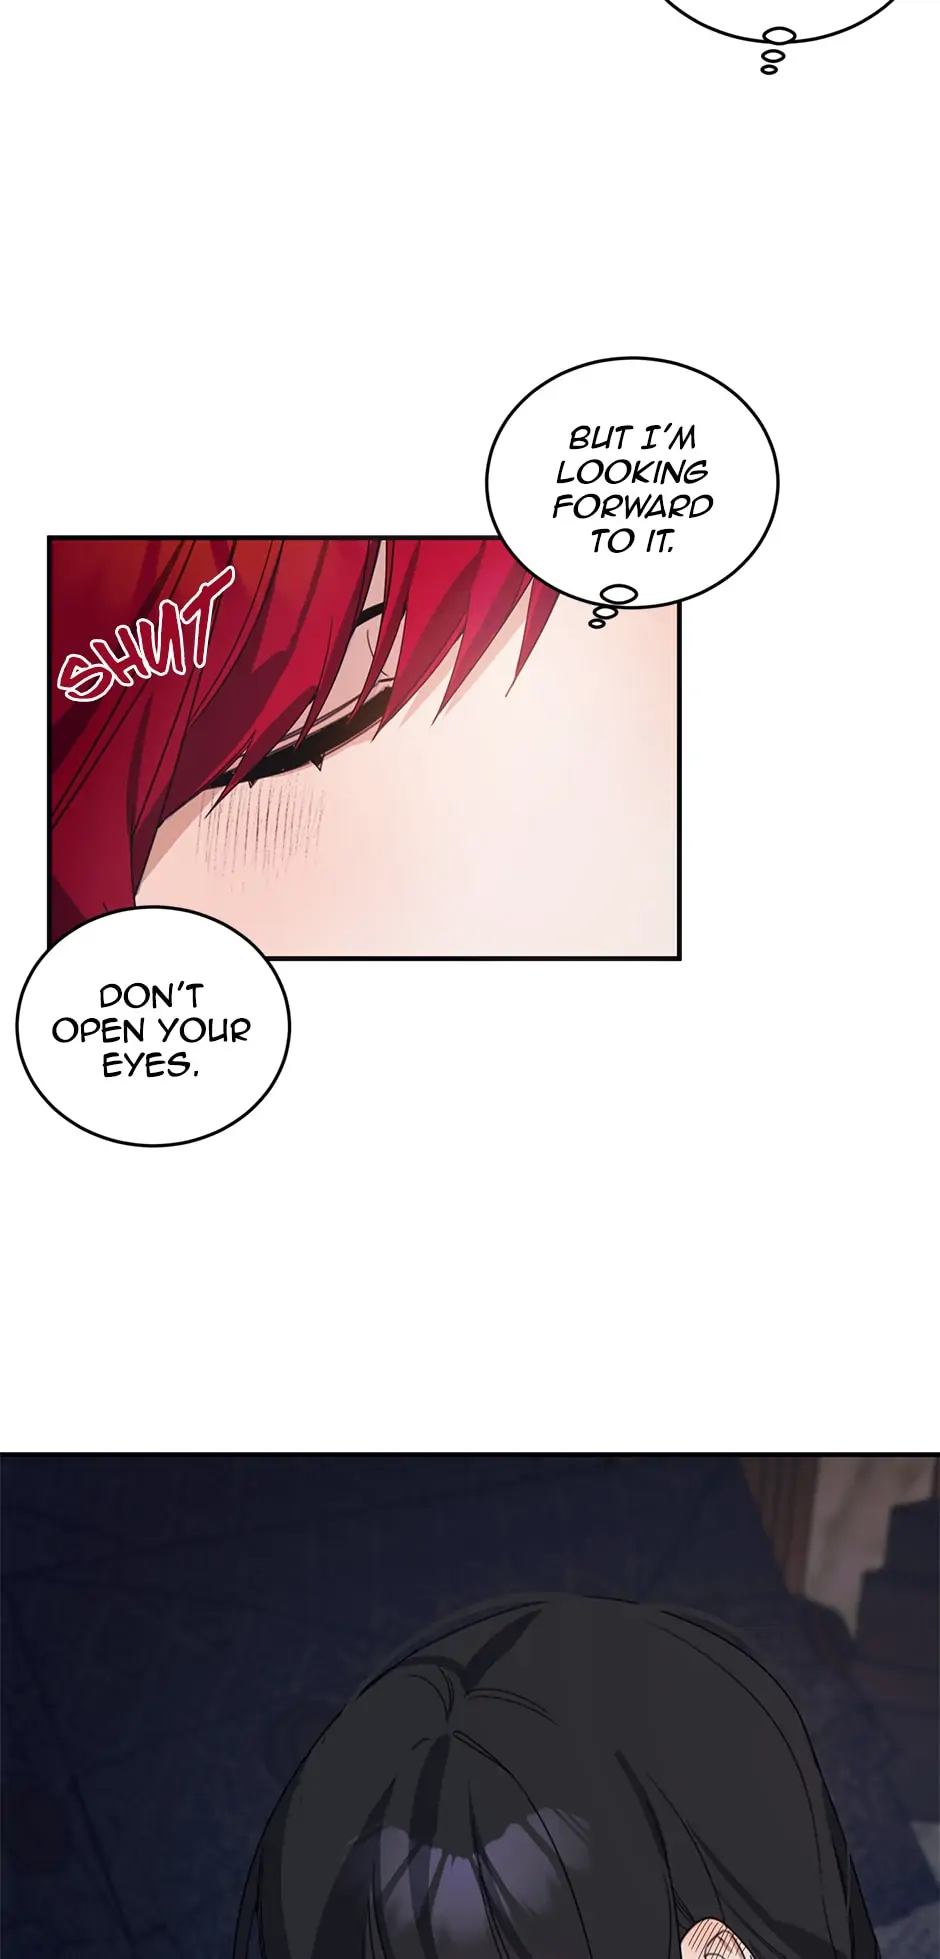 BUT I'M
LOOKING
FORWARD
TO IT.
SHUT
DON'T
OPEN YOUR
EYES.